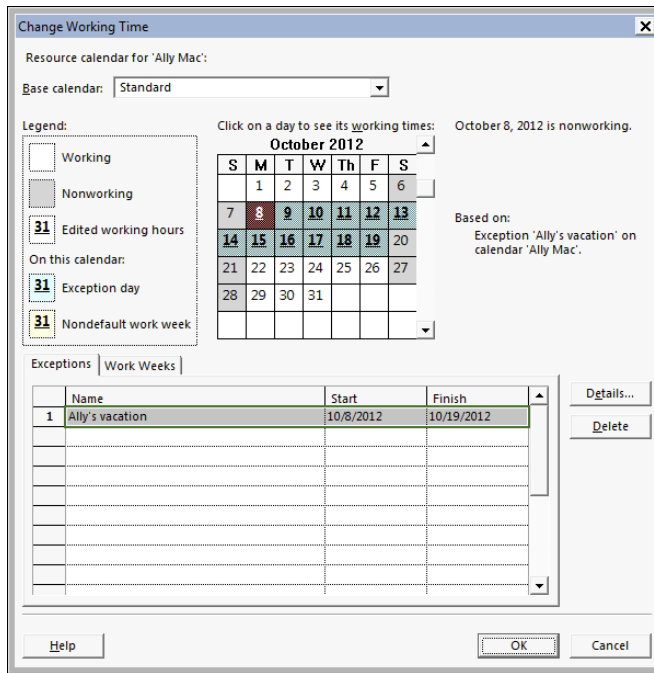 Change Working Time
Resource calendar for 'Ally Mac':
Base calendar: Standard
Legend:
Working
Nonworking
31 Edited working hours
On this calendar:
31 Exception day
31 Nondefault work week
Click on a day to see its working times:
October 2012
S M T W Th F S
1 2 3 4 5 6
7 8 9 10 11 12 13
14 15 16 17 18 19 20
21 22 23 24 25 26 27
28 29 30 31
October 8, 2012 is nonworking.
Based on:
Exception 'Ally's vacation' on
calendar 'Ally Mac'.
Exceptions Work Weeks
Name Start Finish
1 Ally's vacation 10/8/2012 10/19/2012
Details...
Delete
Help OK Cancel